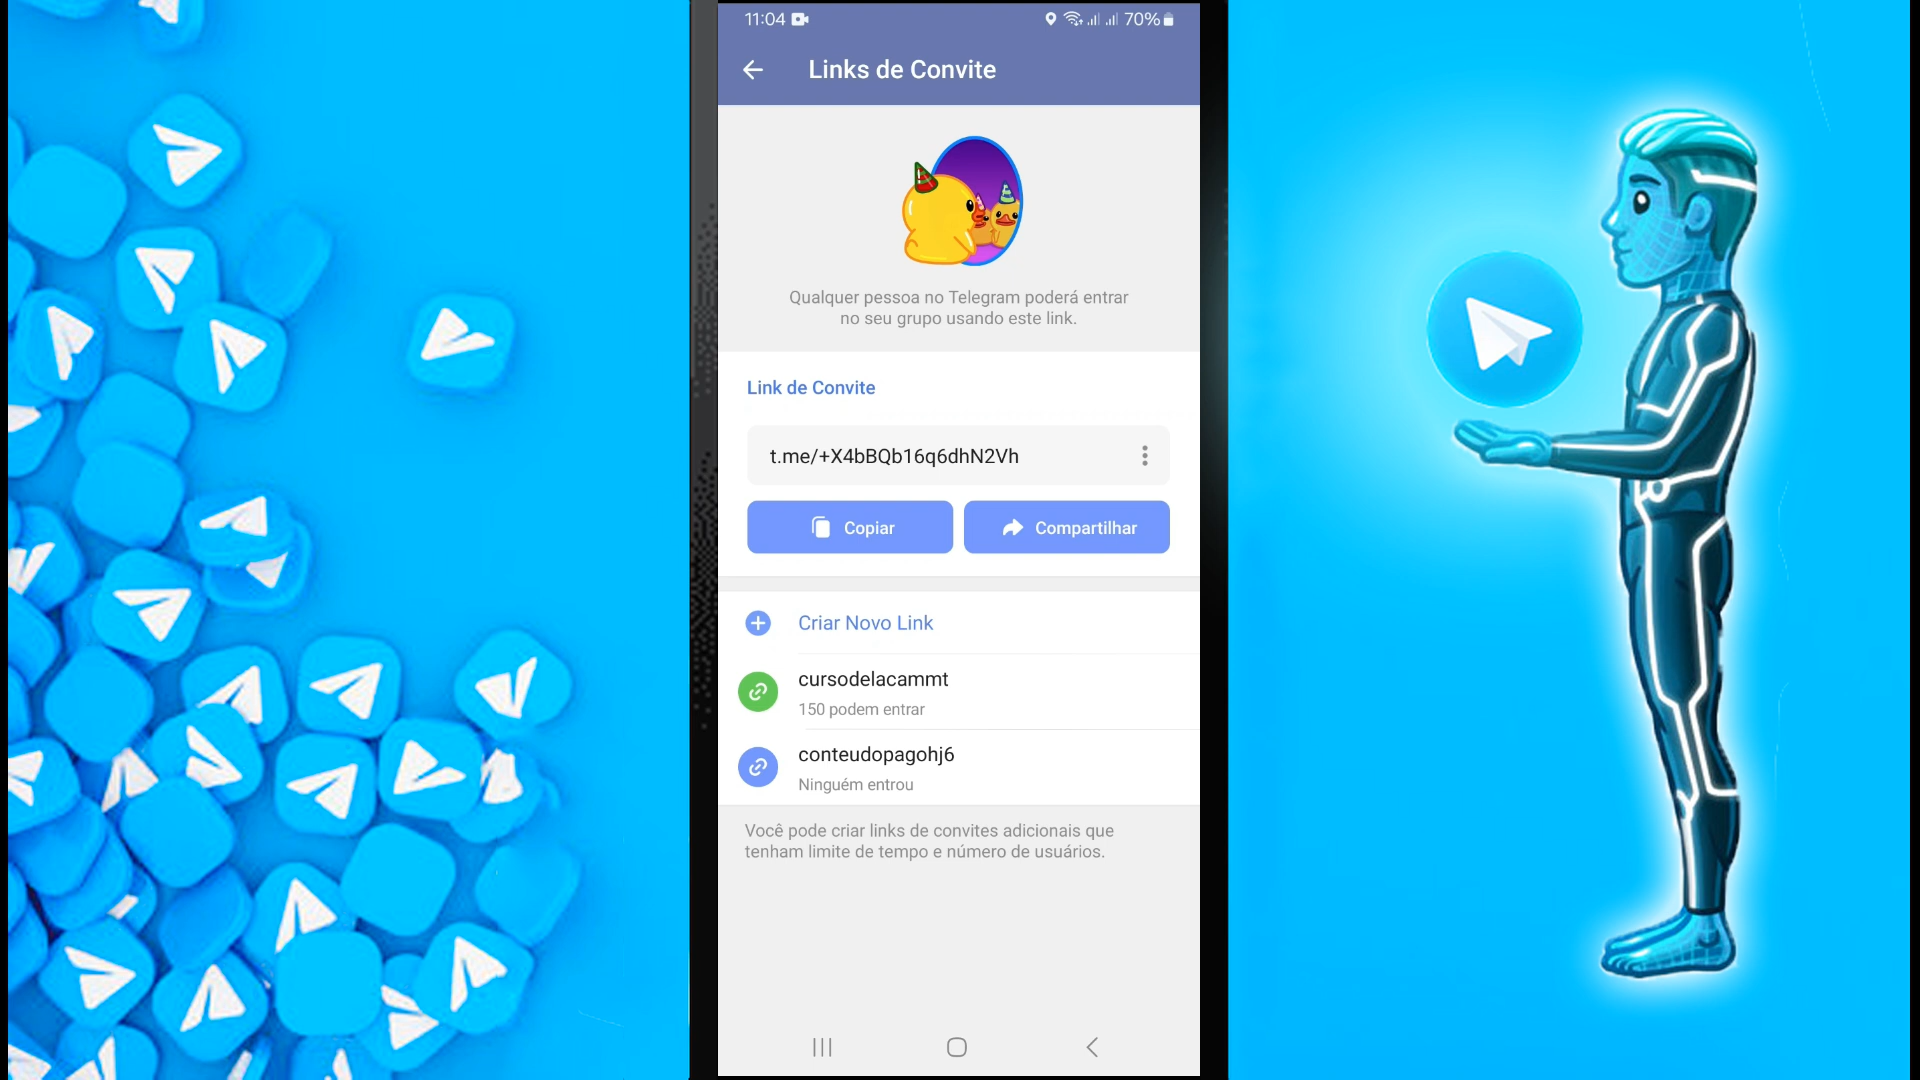 11:04
70%
Links de Convite
Qualquer pessoa no Telegram poderá entrar
no seu grupo usando este link.
Link de Convite
t.me/+X4bBQb16q6dhN2Vh
Copiar
Compartilhar
Criar Novo Link
cursodelacammt
150 podem entrar
conteudopagohj6
Ninguém entrou
Você pode criar links de convites adicionais que
tenham limite de tempo e número de usuários.